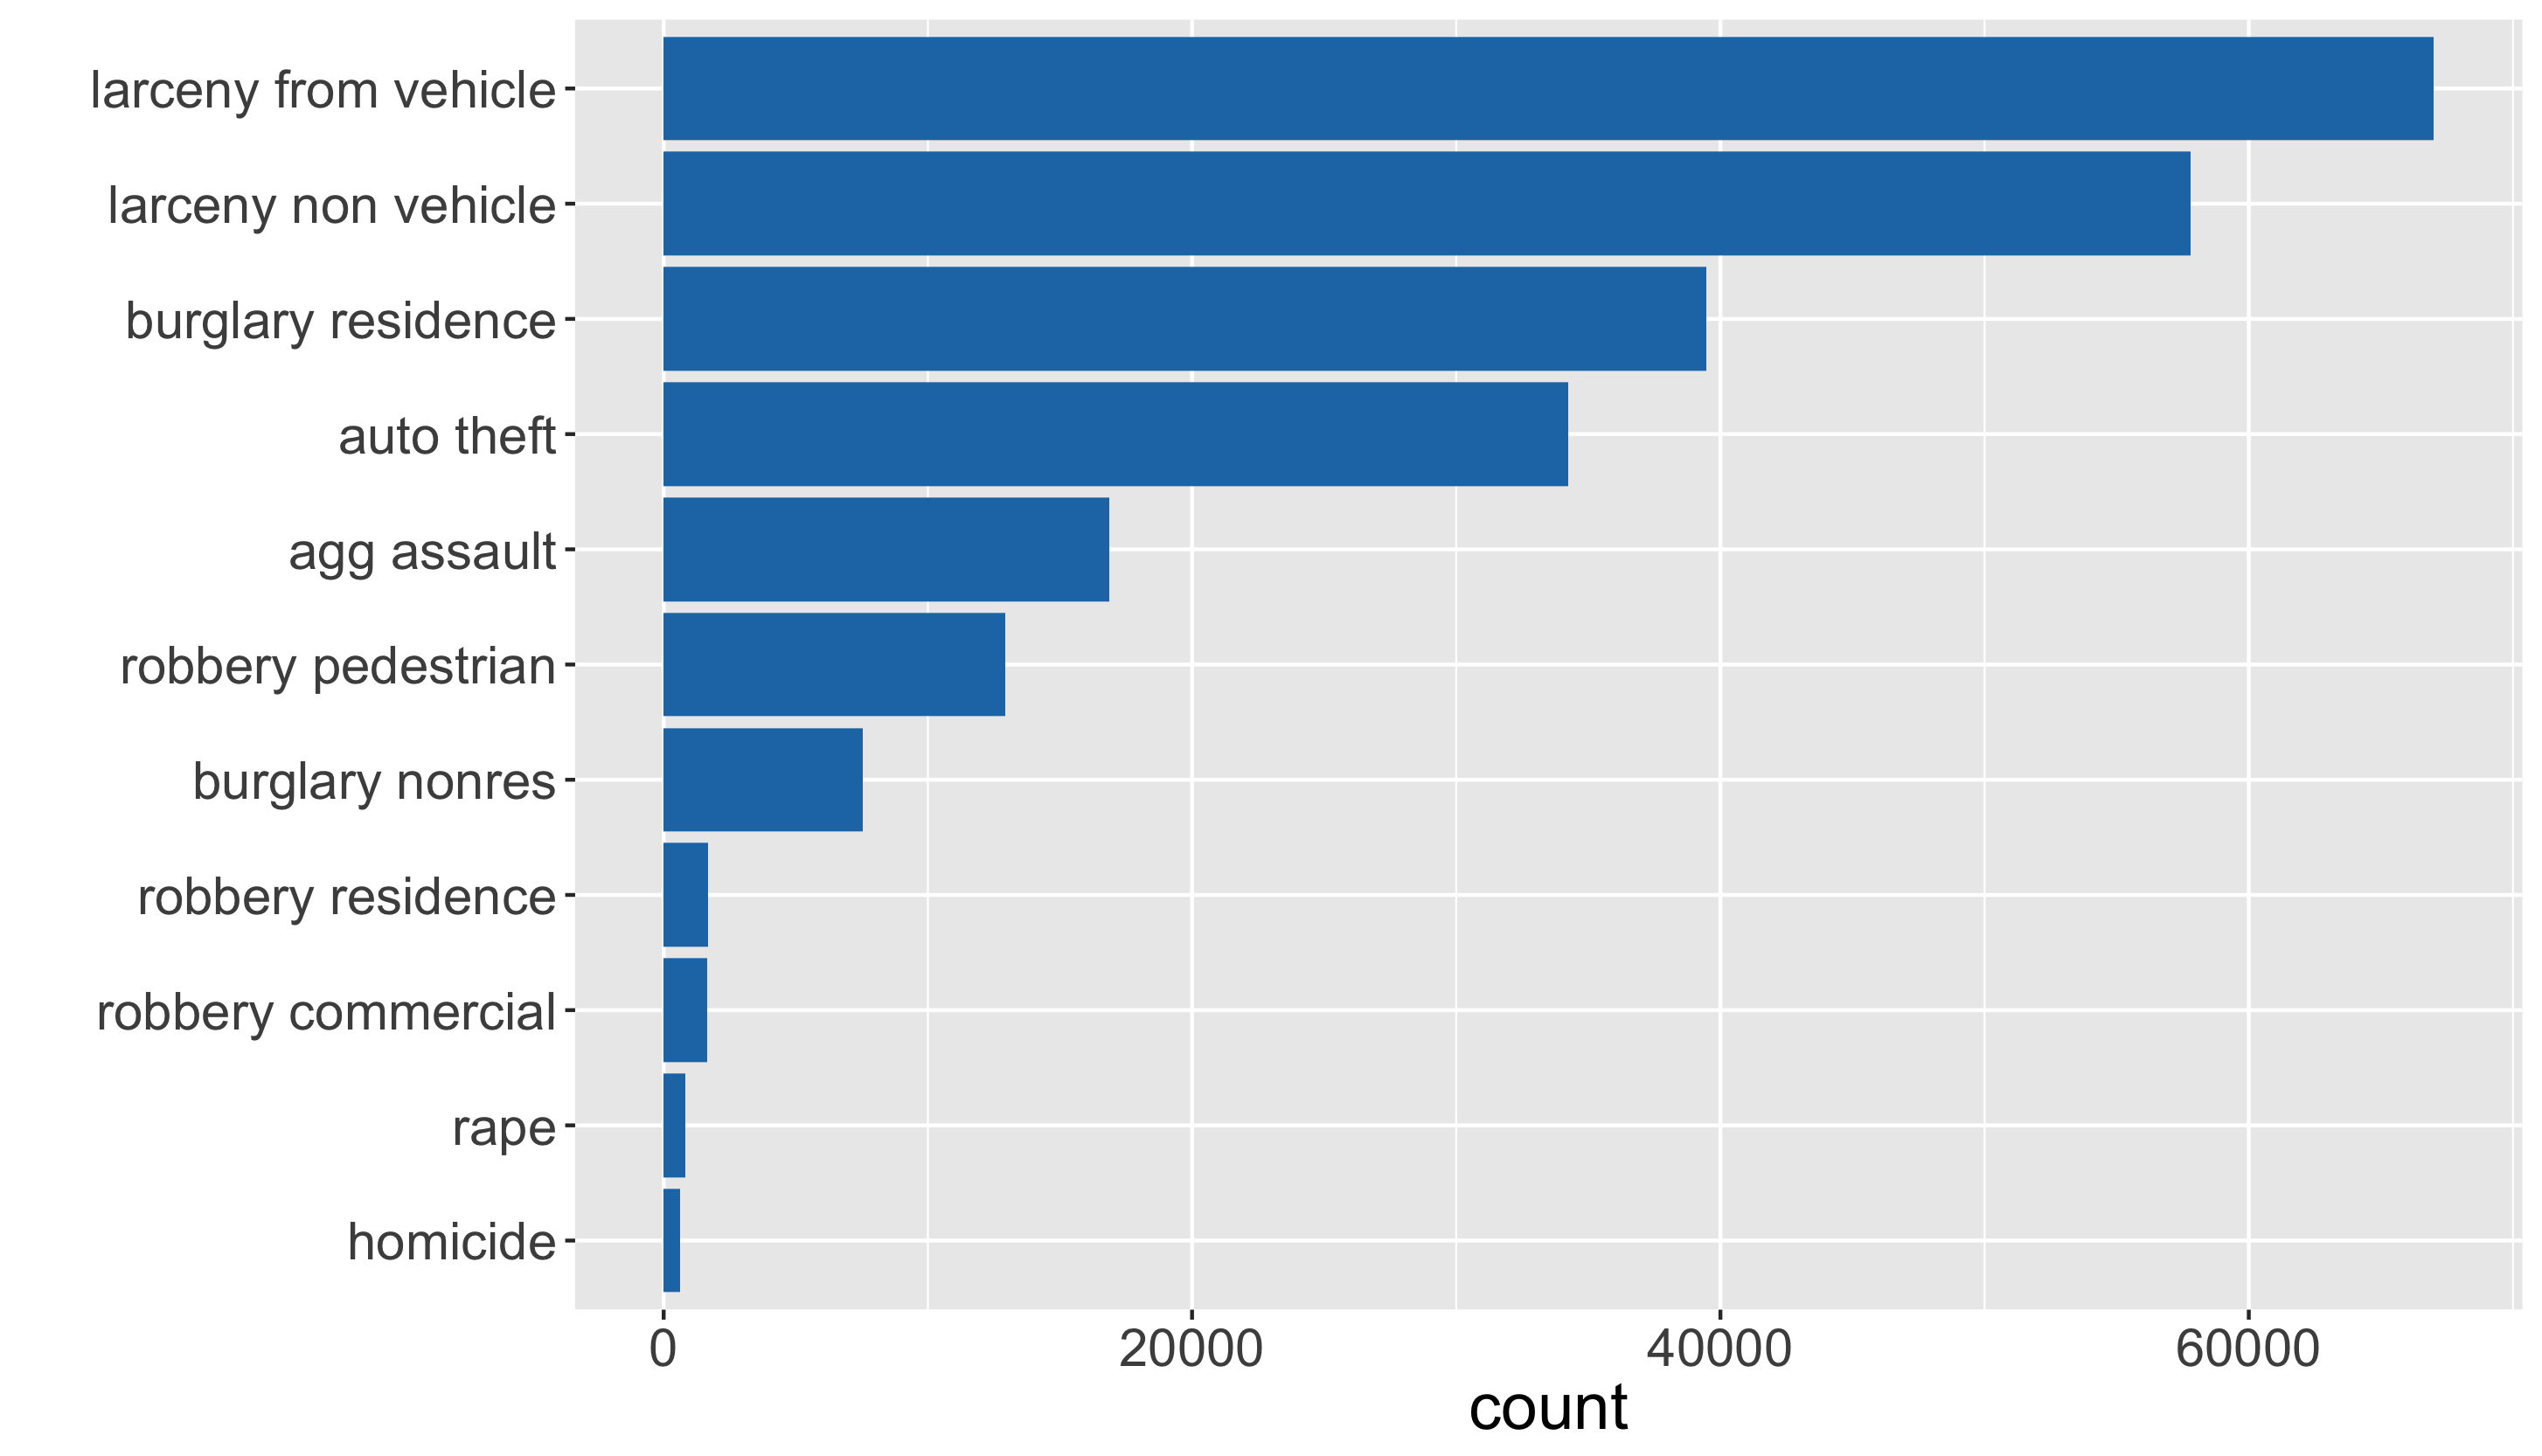 larceny from vehicle
larceny non vehicle
burglary residence
auto theft
agg assault
robbery pedestrian
burglary nonres
robbery residence
robbery commercial
rape
homicide
0 20000 40000 60000
count